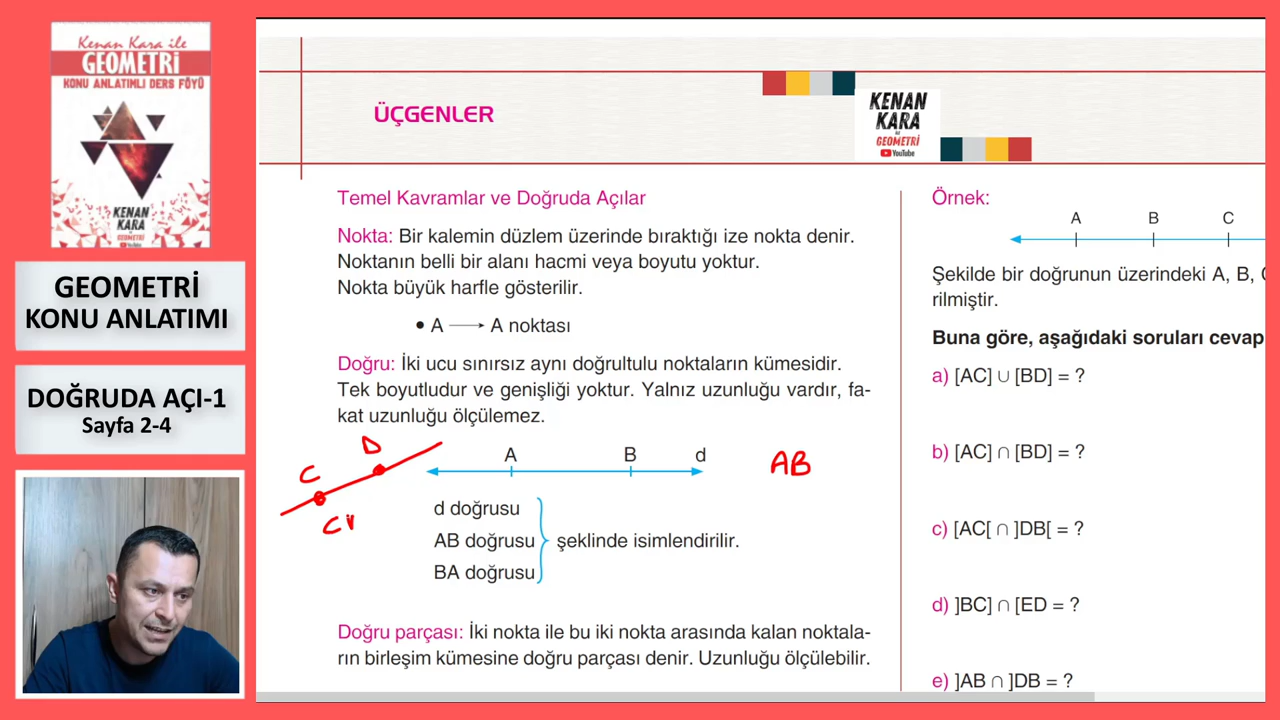 Kenan Kara ile
GEOMETRİ
KONU ANLATIMLI DERS FÖYÜ
KENAN
KARA
ile
GEOMETRİ
YouTube
GEOMETRİ
KONU ANLATIMI
DOĞRUDA AÇI-1
Sayfa 2-4
ÜÇGENLER
KENAN
KARA
ile
GEOMETRİ
YouTube
Temel Kavramlar ve Doğruda Açılar
Nokta: Bir kalemin düzlem üzerinde bıraktığı ize nokta denir.
Noktanın belli bir alanı hacmi veya boyutu yoktur.
Nokta büyük harfle gösterilir.
• A → A noktası
Doğru: İki ucu sınırsız aynı doğrultulu noktaların kümesidir.
Tek boyutludur ve genişliği yoktur. Yalnız uzunluğu vardır, fa-
kat uzunluğu ölçülemez.
C D
A B d
AB
d doğrusu
AB doğrusu
BA doğrusu
şeklinde isimlendirilir.
Doğru parçası: İki nokta ile bu iki nokta arasında kalan noktala-
rın birleşim kümesine doğru parçası denir. Uzunluğu ölçülebilir.
Örnek:
A B C
Şekilde bir doğrunun üzerindeki A, B,
rilmiştir.
Buna göre, aşağıdaki soruları cevap
a) [AC] ∪ [BD] = ?
b) [AC] ∩ [BD] = ?
c) [AC[ ∩ ]DB[ = ?
d) ]BC] ∩ [ED = ?
e) ]AB ∩ ]DB = ?